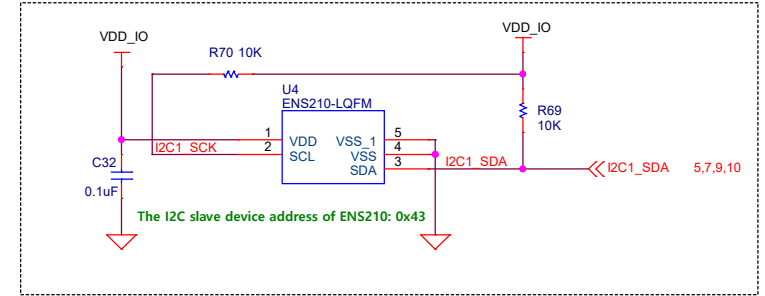 VDD_IO
VDD_IO
R70 10K
U4
ENS210-LQFM
R69
10K
1
VDD
VSS_1
5
I2C1_SCK
2
SCL
VSS
4
SDA
3
I2C1_SDA
I2C1_SDA
5,7,9,10
C32
0.1uF
The I2C slave device address of ENS210: 0x43